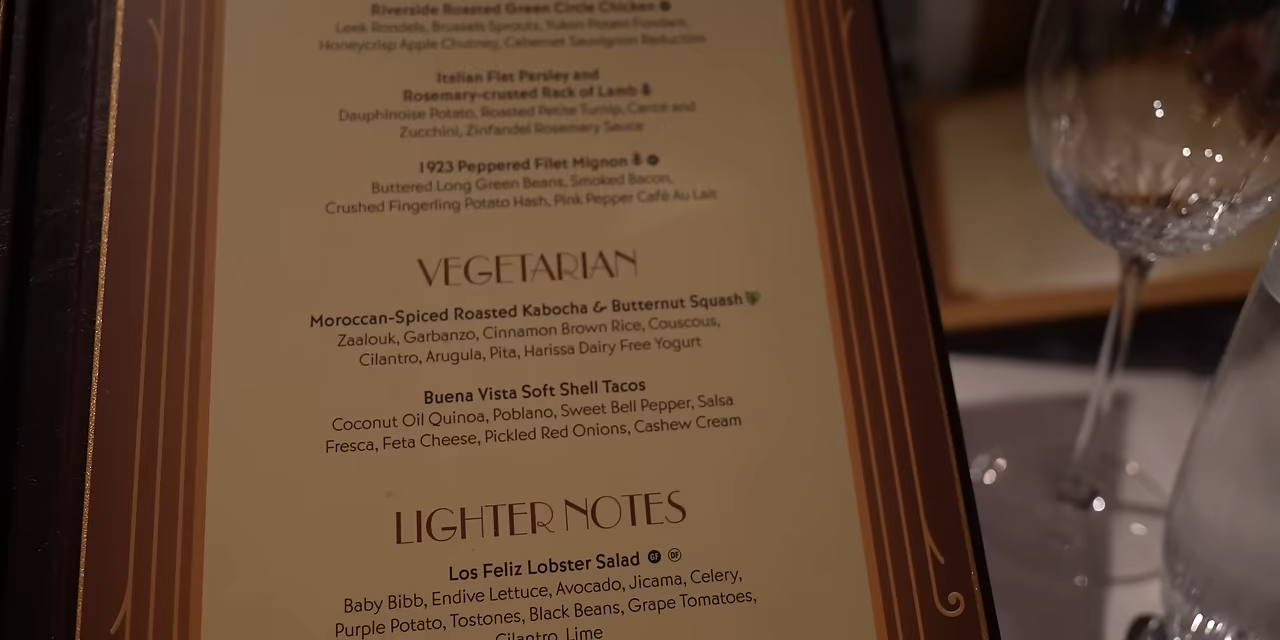 Riverside Roasted Green Circle Chicken
Leek Rondels, Brussels Sprouts, Yukon Potato Fondant,
Honeycrisp Apple Chutney, Cabernet Sauvignon Reduction
Italian Flat Parsley and
Rosemary-crusted Rack of Lamb
Dauphinoise Potato, Roasted Petite Turnip, Carrot and
Zucchini, Zinfandel Rosemary Sauce
1923 Peppered Filet Mignon
Buttered Long Green Beans, Smoked Bacon,
Crushed Fingerling Potato Hash, Pink Pepper Café Au Lait
VEGETARIAN
Moroccan-Spiced Roasted Kabocha & Butternut Squash
Zaalouk, Garbanzo, Cinnamon Brown Rice, Couscous,
Cilantro, Arugula, Pita, Harissa Dairy Free Yogurt
Buena Vista Soft Shell Tacos
Coconut Oil Quinoa, Poblano, Sweet Bell Pepper, Salsa
Fresca, Feta Cheese, Pickled Red Onions, Cashew Cream
LIGHTER NOTES
Los Feliz Lobster Salad GF DF
Baby Bibb, Endive Lettuce, Avocado, Jicama, Celery,
Purple Potato, Tostones, Black Beans, Grape Tomatoes,
Cilantro, Lime